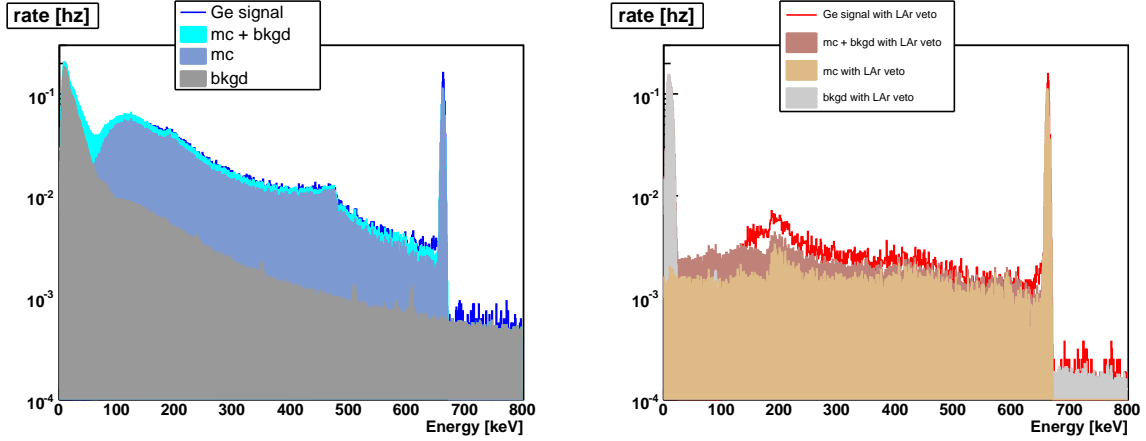 rate [hz]
Ge signal
mc + bkgd
mc
bkgd
10⁻¹
10⁻²
10⁻³
10⁻⁴
0 100 200 300 400 500 600 700 800
Energy [keV]
rate [hz]
Ge signal with LAr veto
mc + bkgd with LAr veto
mc with LAr veto
bkgd with LAr veto
10⁻¹
10⁻²
10⁻³
10⁻⁴
0 100 200 300 400 500 600 700 800
Energy [keV]